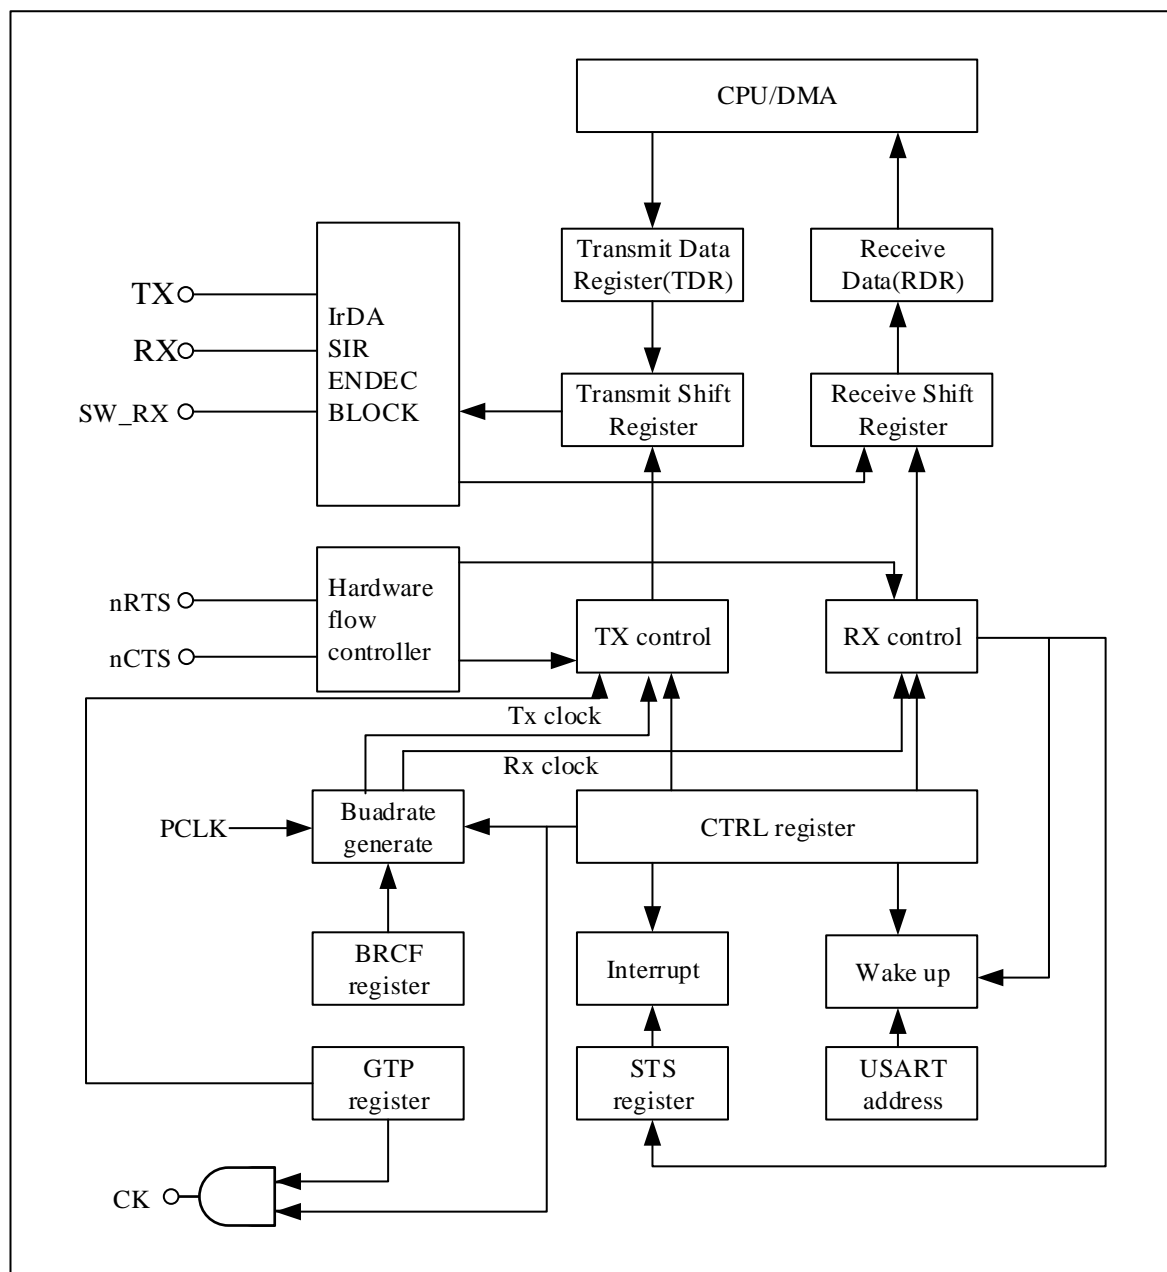 CPU/DMA
Transmit Data
Register(TDR)
Receive
Data(RDR)
TX
RX
SW_RX
IrDA
SIR
ENDEC
BLOCK
Transmit Shift
Register
Receive Shift
Register
nRTS
nCTS
Hardware
flow
controller
TX control
RX control
Tx clock
Rx clock
PCLK
Buadrate
generate
CTRL register
BRCF
register
Interrupt
Wake up
GTP
register
STS
register
USART
address
CK